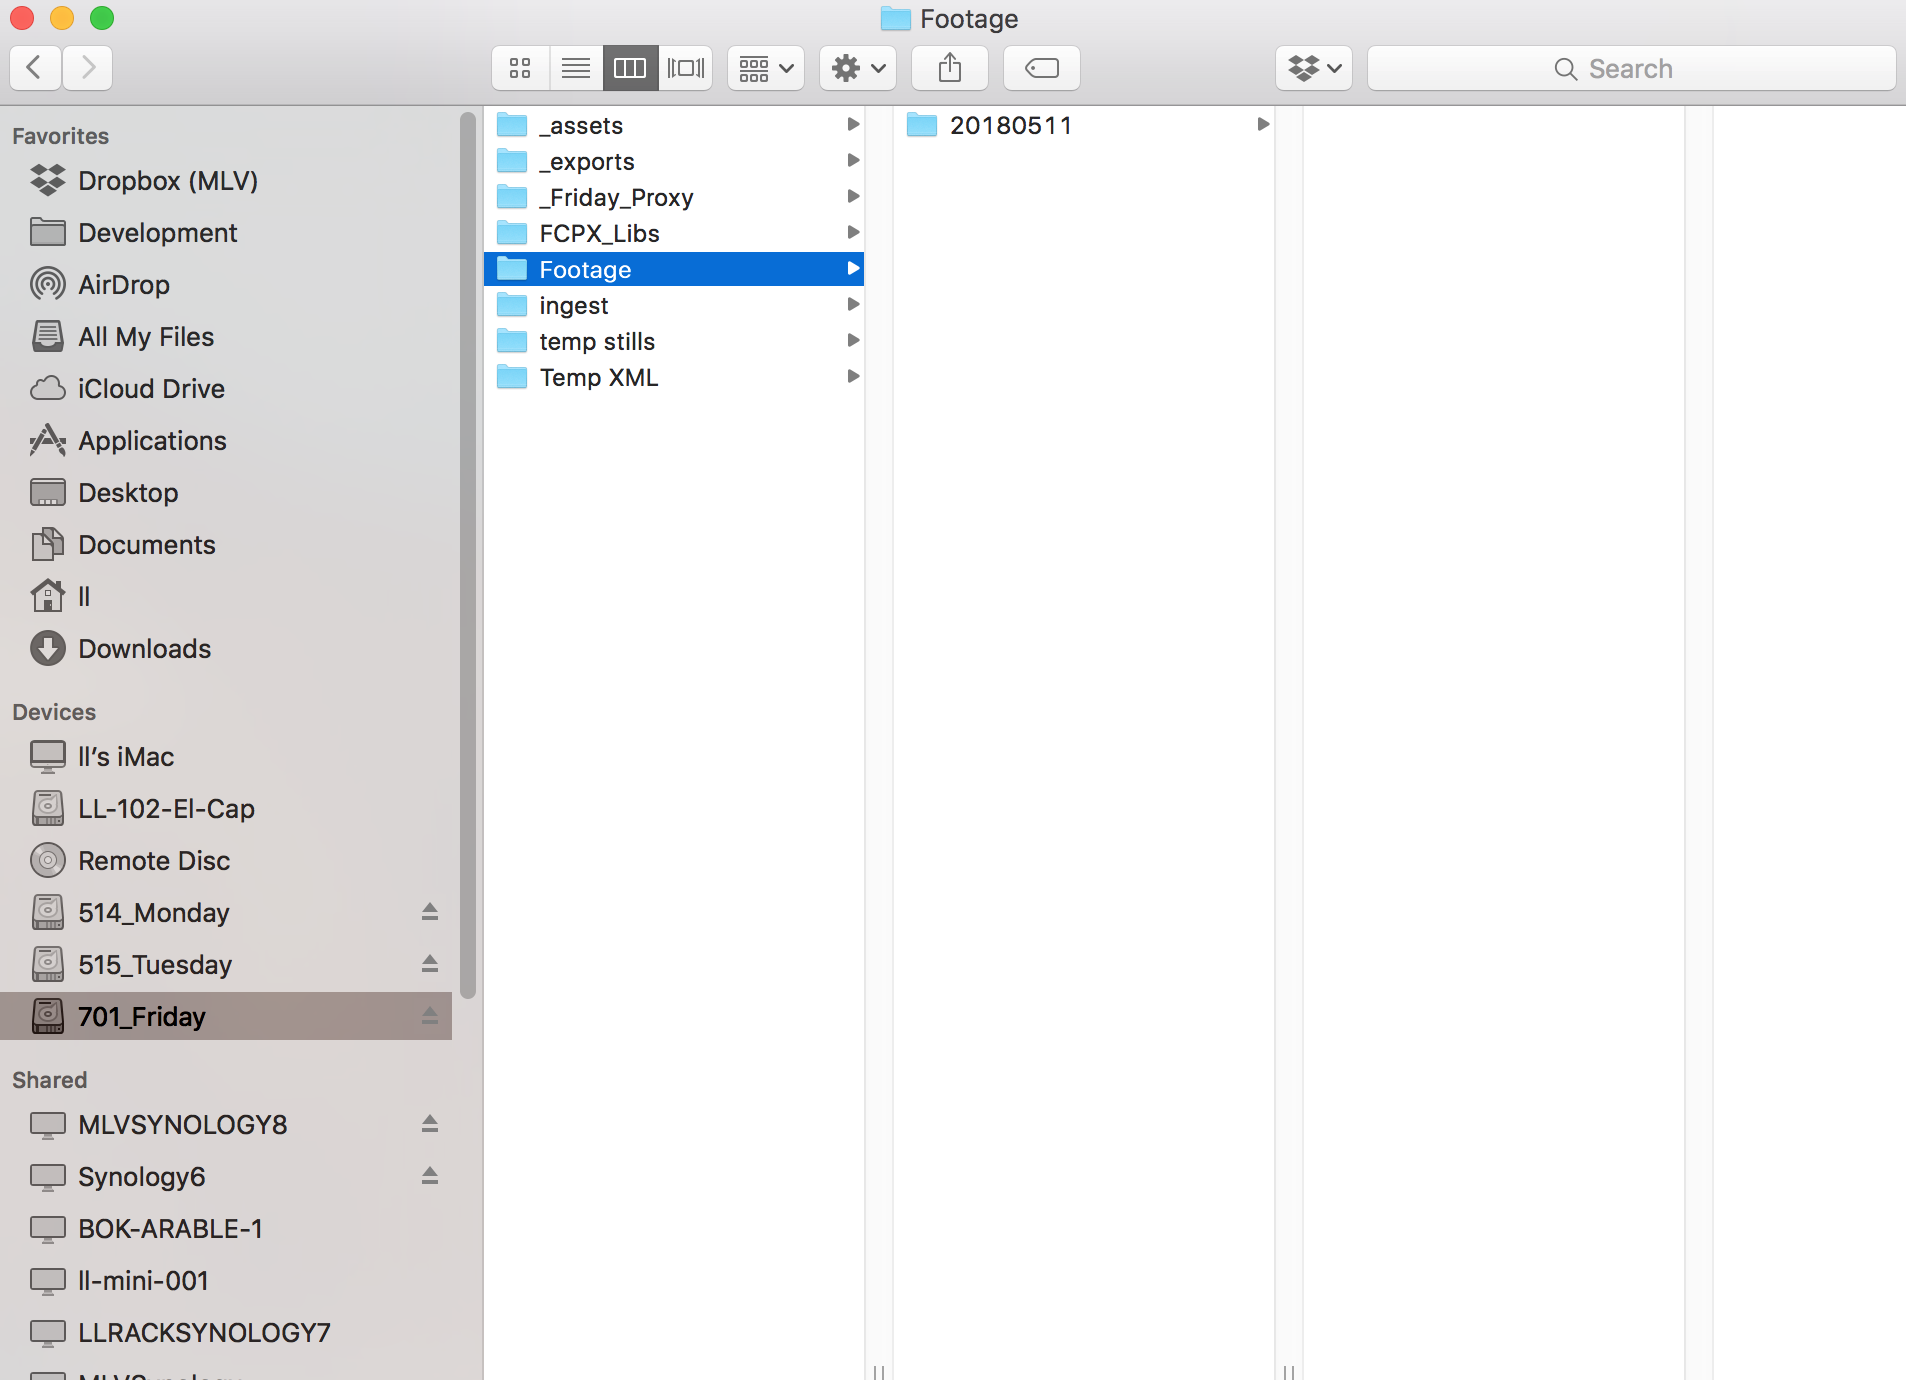 Footage
Search
Favorites
Dropbox (MLV)
Development
AirDrop
All My Files
iCloud Drive
Applications
Desktop
Documents
ll
Downloads
Devices
ll’s iMac
LL-102-El-Cap
Remote Disc
514_Monday
515_Tuesday
701_Friday
Shared
MLVSYNOLOGY8
Synology6
BOK-ARABLE-1
ll-mini-001
LLRACKSYNOLOGY7
_assets
_exports
_Friday_Proxy
FCPX_Libs
Footage
ingest
temp stills
Temp XML
20180511